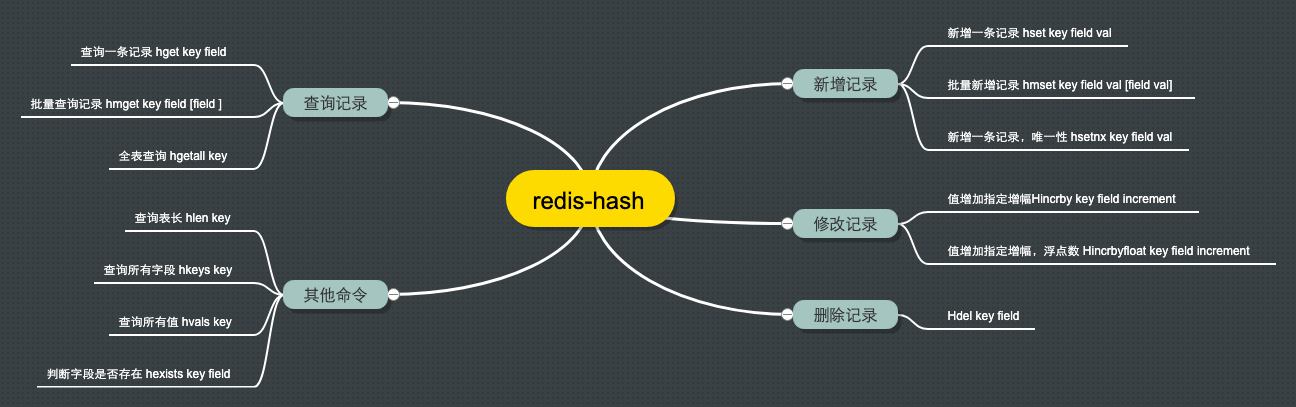 redis-hash
新增记录
新增一条记录 hset key field val
批量新增记录 hmset key field val [field val]
新增一条记录，唯一性 hsetnx key field val
修改记录
值增加指定增幅Hincrby key field increment
值增加指定增幅，浮点数 Hincrbyfloat key field increment
删除记录
Hdel key field
查询记录
查询一条记录 hget key field
批量查询记录 hmget key field [field ]
全表查询 hgetall key
其他命令
查询表长 hlen key
查询所有字段 hkeys key
查询所有值 hvals key
判断字段是否存在 hexists key field